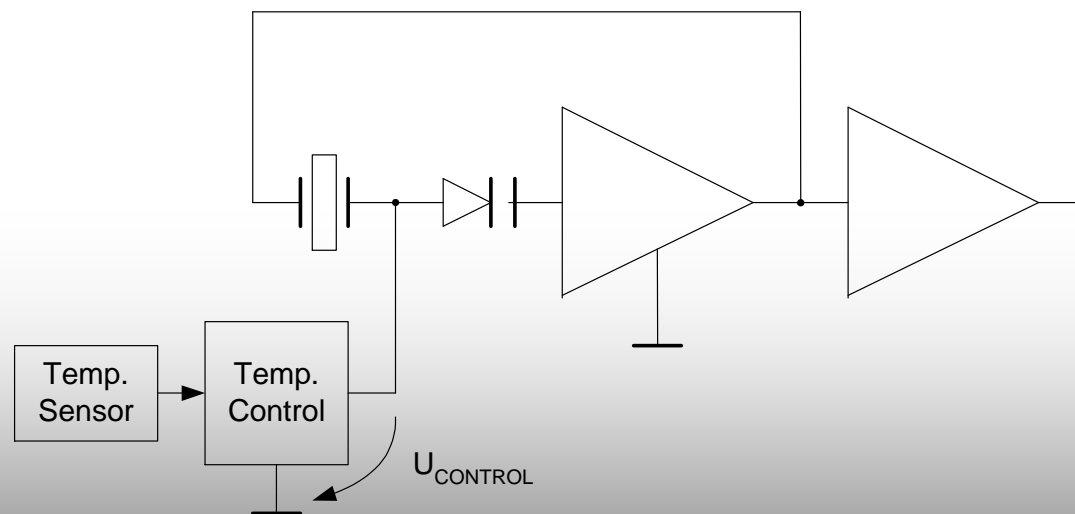 Temp.
Sensor
Temp.
Control
UCONTROL